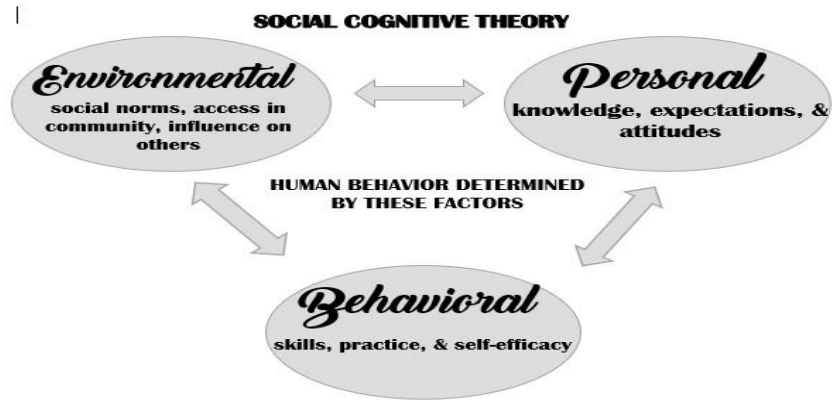 SOCIAL COGNITIVE THEORY
Environmental
social norms, access in
community, influence on
others
Personal
knowledge, expectations, &
attitudes
HUMAN BEHAVIOR DETERMINED
BY THESE FACTORS
Behavioral
skills, practice, & self-efficacy